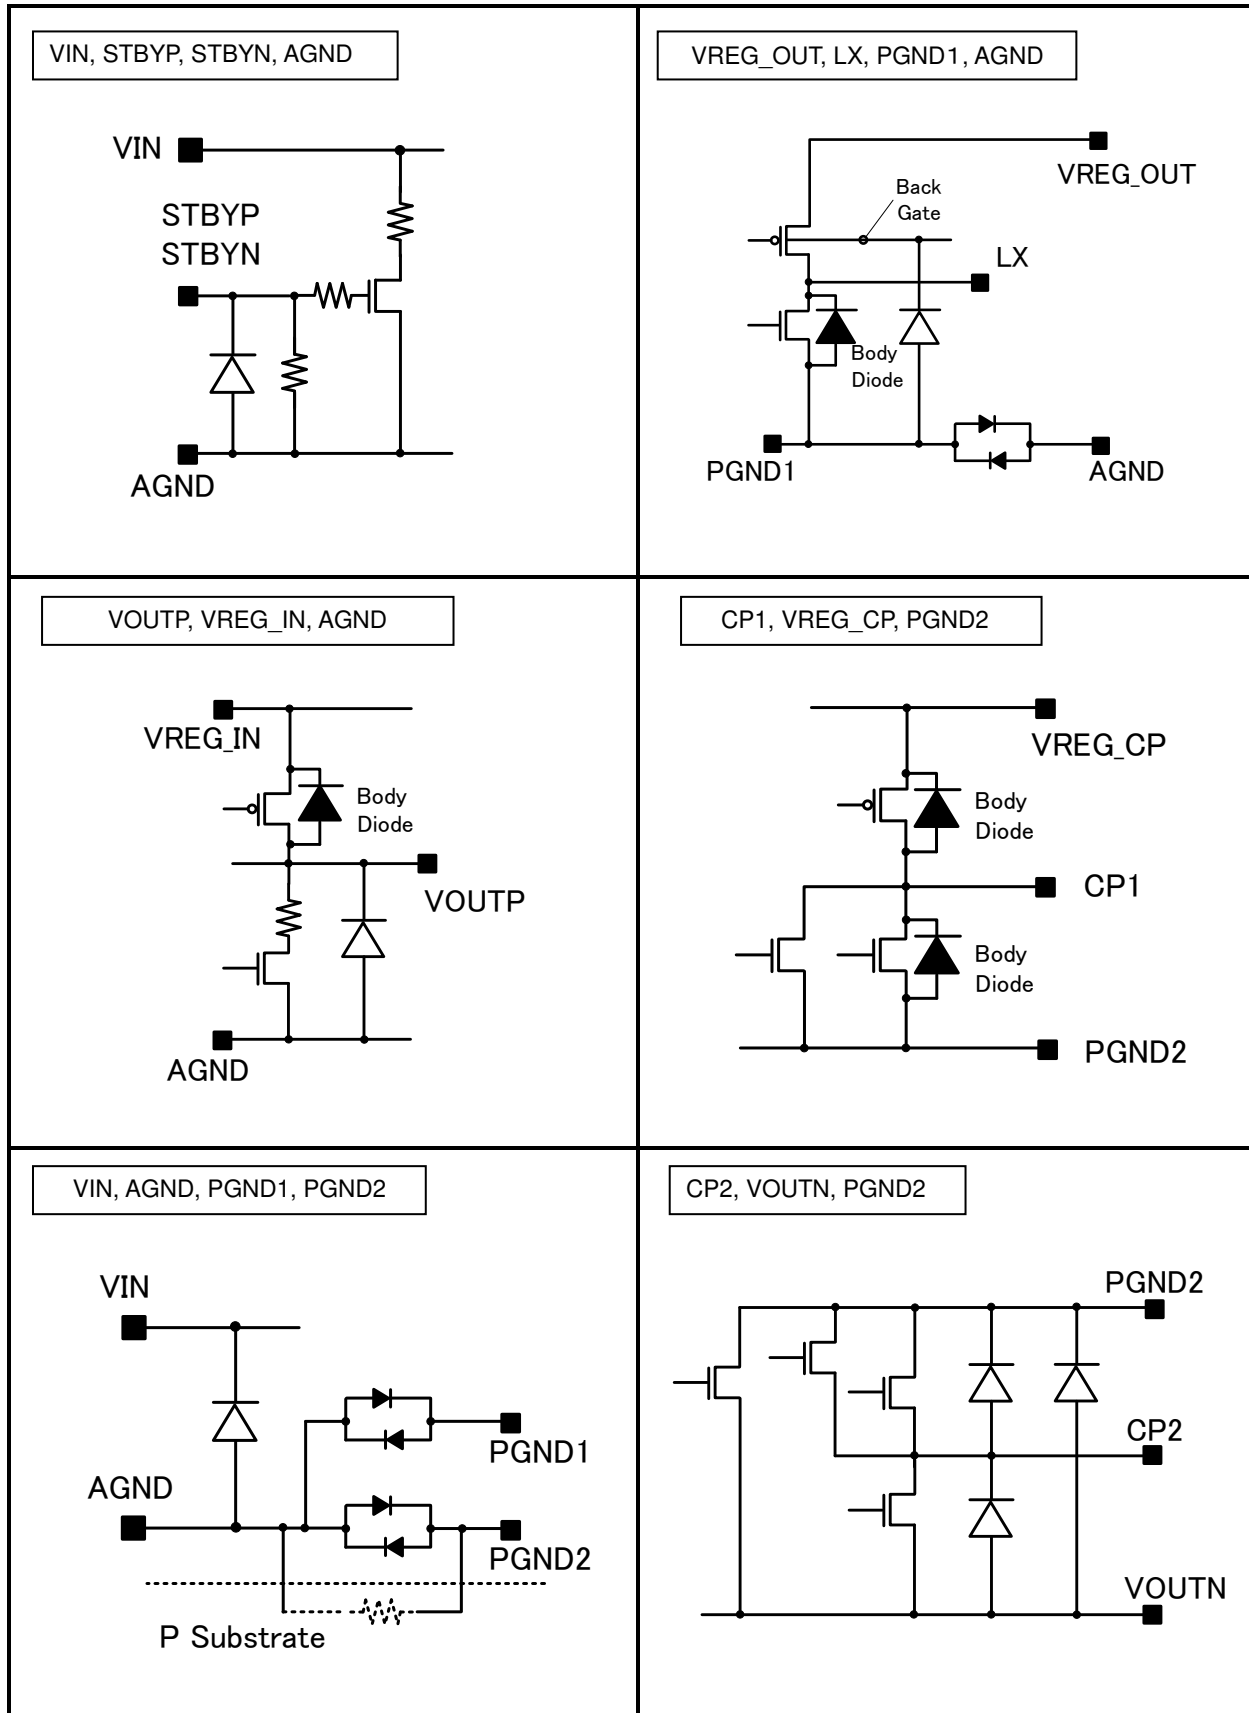 VIN, STBYP, STBYN, AGND
VIN
STBYP
STBYN
AGND
VREG_OUT, LX, PGND1, AGND
VREG_OUT
Back
Gate
LX
Body
Diode
PGND1
AGND
VOUTP, VREG_IN, AGND
VREG_IN
Body
Diode
VOUTP
AGND
CP1, VREG_CP, PGND2
VREG_CP
Body
Diode
CP1
Body
Diode
PGND2
VIN, AGND, PGND1, PGND2
VIN
PGND1
AGND
PGND2
P Substrate
CP2, VOUTN, PGND2
PGND2
CP2
VOUTN